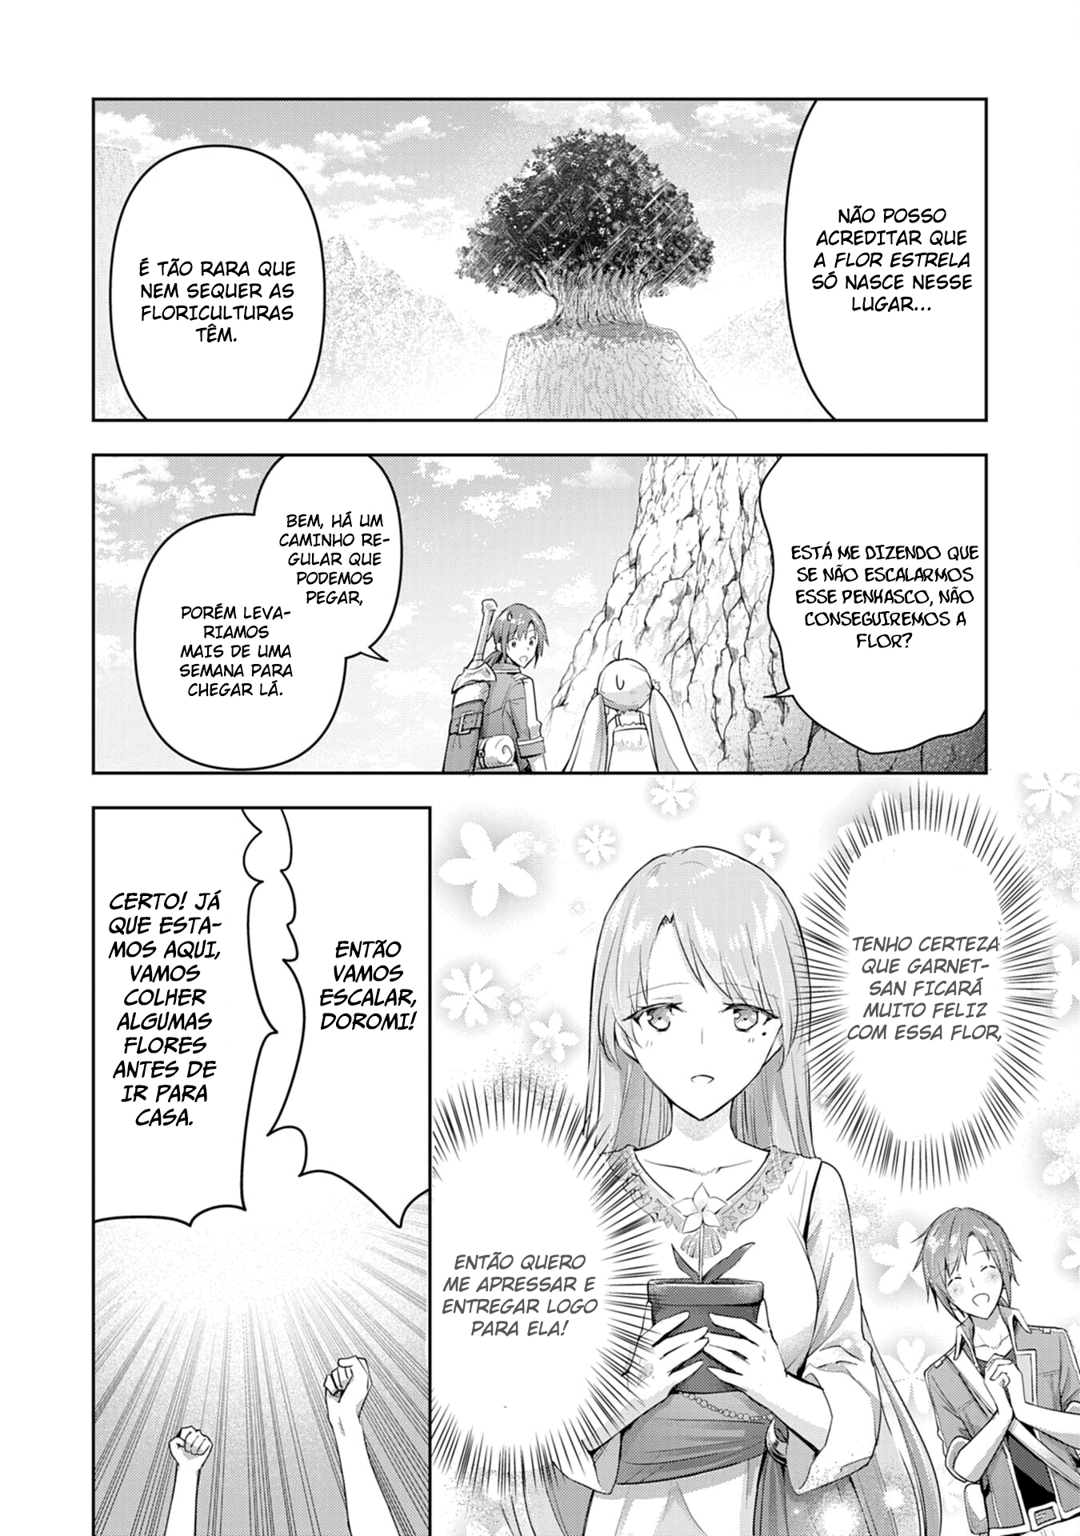 NÃO POSSO
ACREDITAR QUE
A FLOR ESTRELA
SÓ NASCE NESSE
LUGAR...
É TÃO RARA QUE
NEM SEQUER AS
FLORICULTURAS
TÊM.
ESTÁ ME DIZENDO QUE
SE NÃO ESCALARMOS
ESSE PENHASCO, NÃO
CONSEGUIREMOS A
FLOR?
BEM, HÁ UM
CAMINHO RE-
GULAR QUE
PODEMOS
PEGAR,
PORÉM LEVA-
RIAMOS
MAIS DE UMA
SEMANA PARA
CHEGAR LÁ.
TENHO CERTEZA
QUE GARNET-
SAN FICARÁ
MUITO FELIZ
COM ESSA FLOR,
ENTÃO QUERO
ME APRESSAR E
ENTREGAR LOGO
PARA ELA!
ENTÃO
VAMOS
ESCALAR,
DOROMI!
CERTO! JÁ
QUE ESTA-
MOS AQUI,
VAMOS
COLHER
ALGUMAS
FLORES
ANTES DE
IR PARA
CASA.